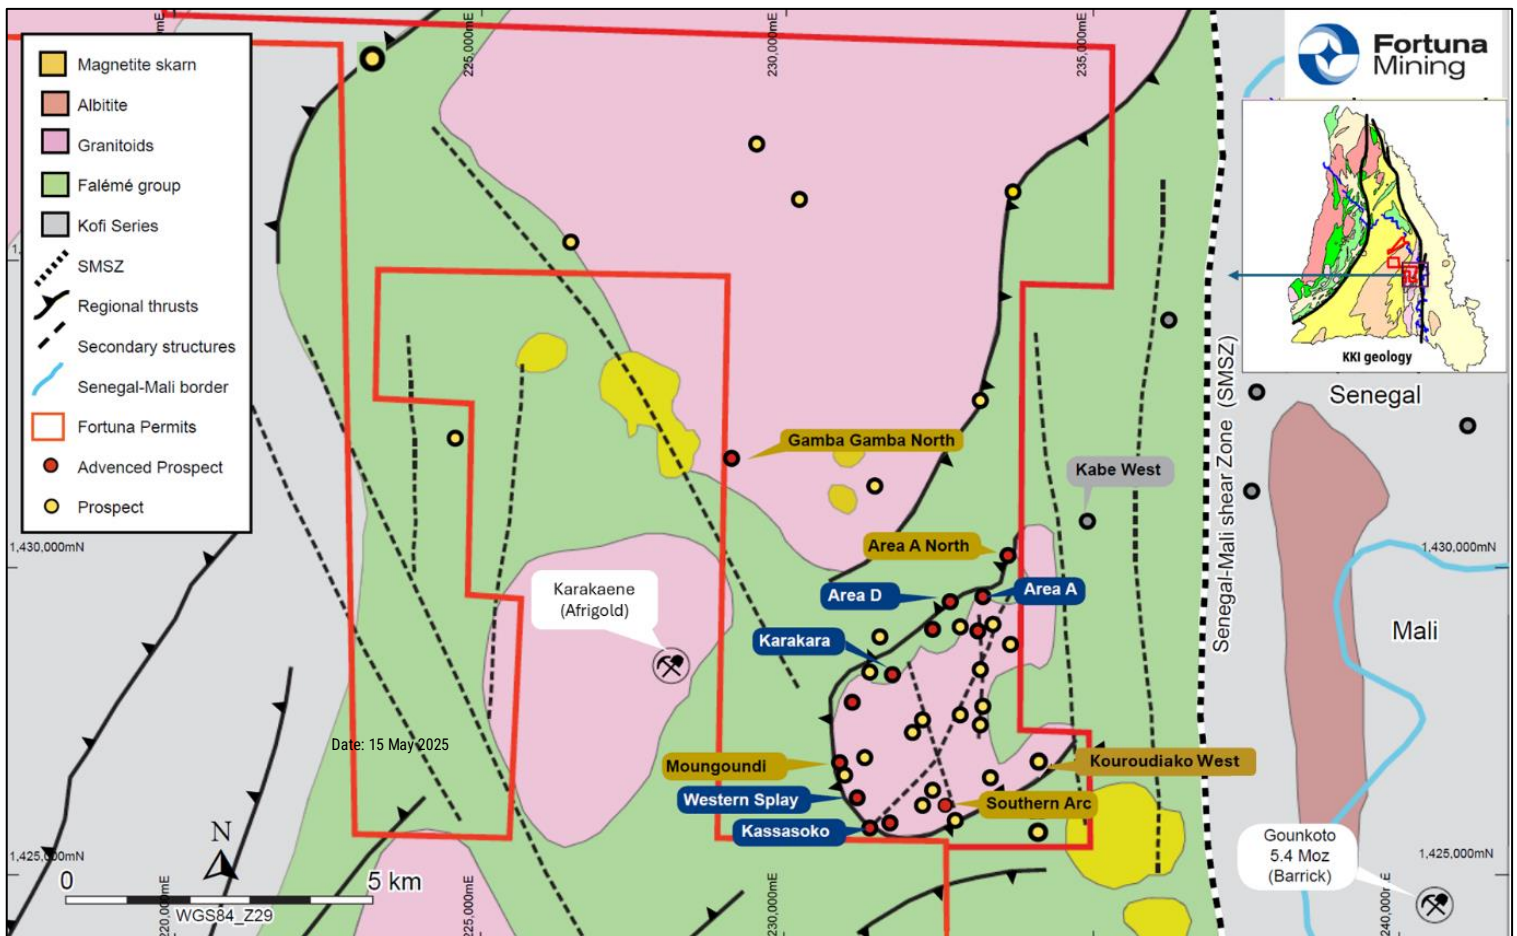 Magnetite skarn
Albitite
Granitoids
Falémé group
Kofi Series
SMSZ
Regional thrusts
Secondary structures
Senegal-Mali border
Fortuna Permits
Advenced Prospect
Prospect
225,000mE
230,000mE
235,000mE
Fortuna
Mining
KKI geology
Senegal
Gamba Gamba North
Kabe West
Senegal-Mali shear Zone (SMSZ)
1,430,000mN
1,430,000mN
Area A North
Karakaene
(Afrigold)
Area D
Area A
Mali
Karakara
Date: 15 May 2025
Moungoundi
Kouroudiako West
Western Splay
Southern Arc
Kassasoko
N
Gounkoto
5.4 Moz
(Barrick)
1,425,000mN
1,425,000mN
0
5 km
WGS84_Z29
220,000mE
225,000mE
230,000mE
240,000mE